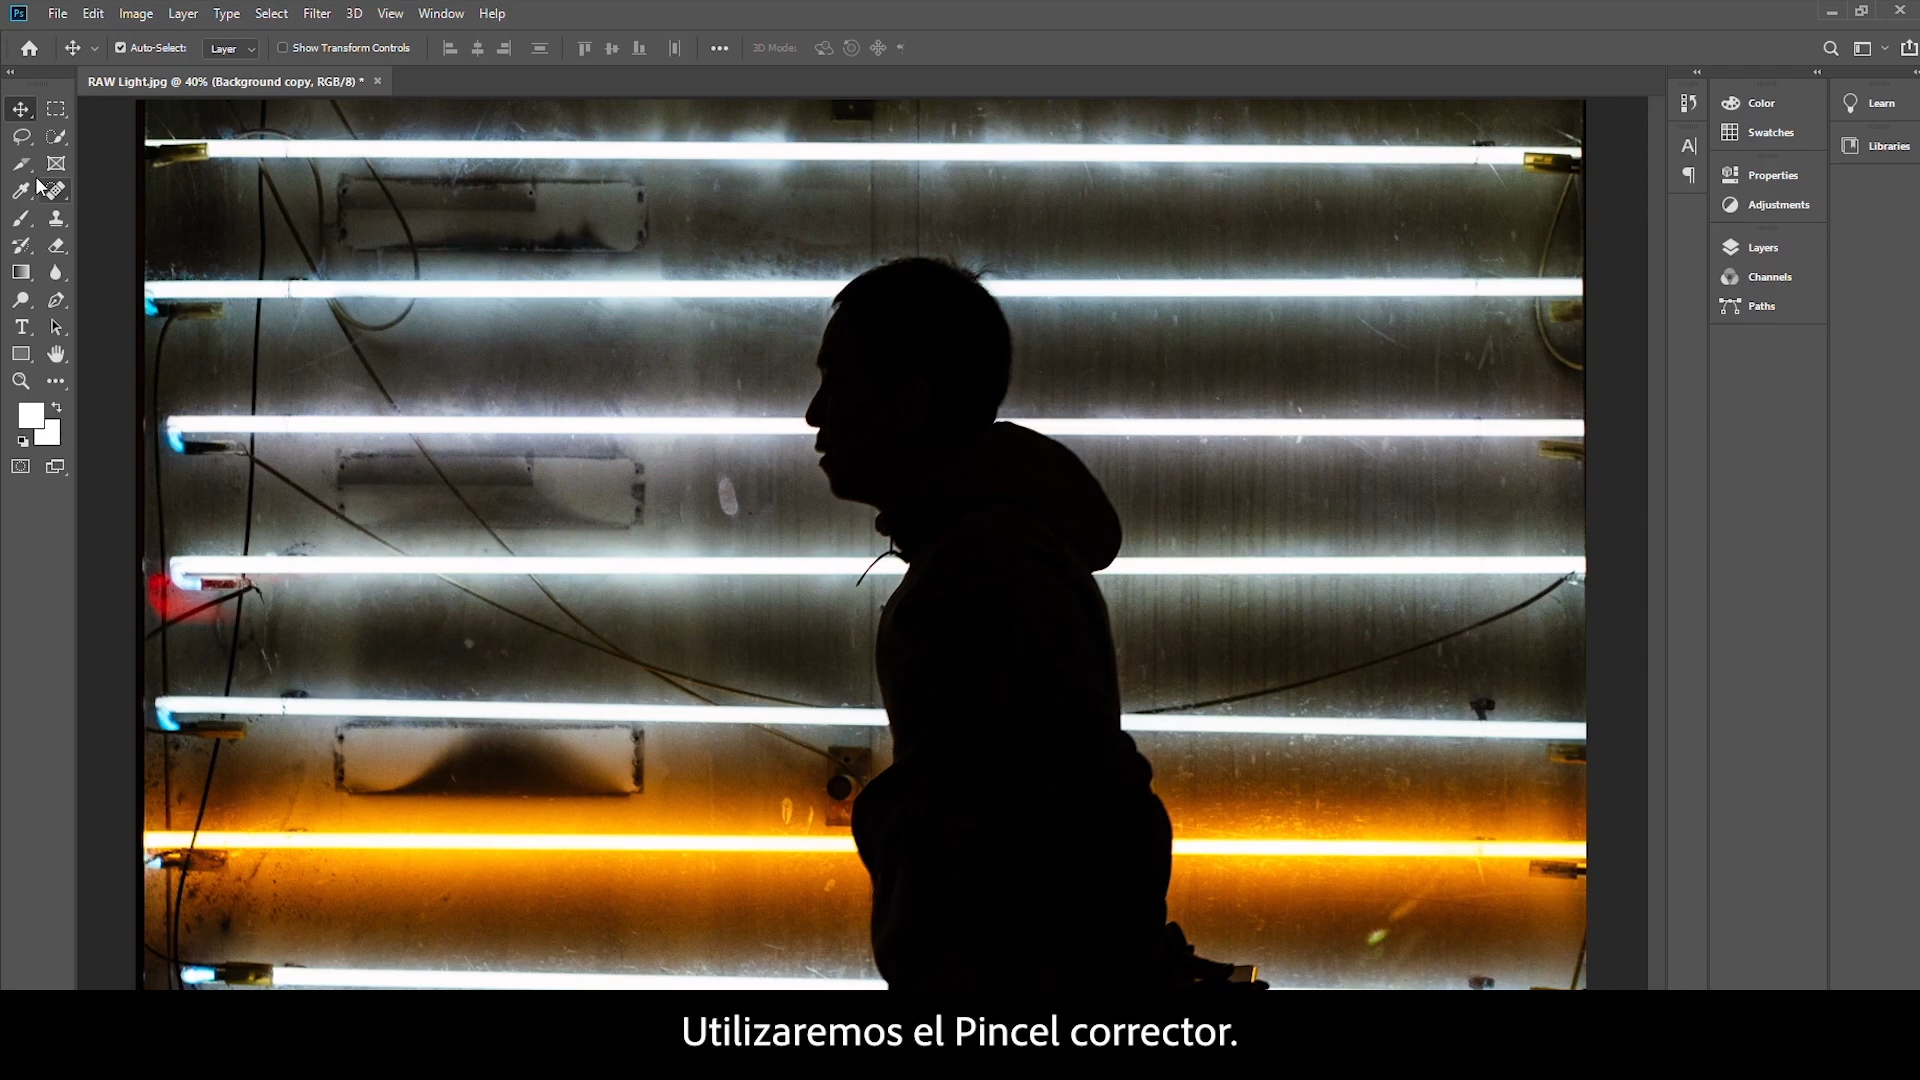 Ps File Edit Image Layer Type Select Filter 3D View Window Help
Auto-Select: Layer Show Transform Controls 3D Mode:
RAW Light.jpg @ 40% (Background copy, RGB/8) *
Color
Learn
Swatches
Libraries
Properties
Adjustments
Layers
Channels
Paths
Utilizaremos el Pincel corrector.